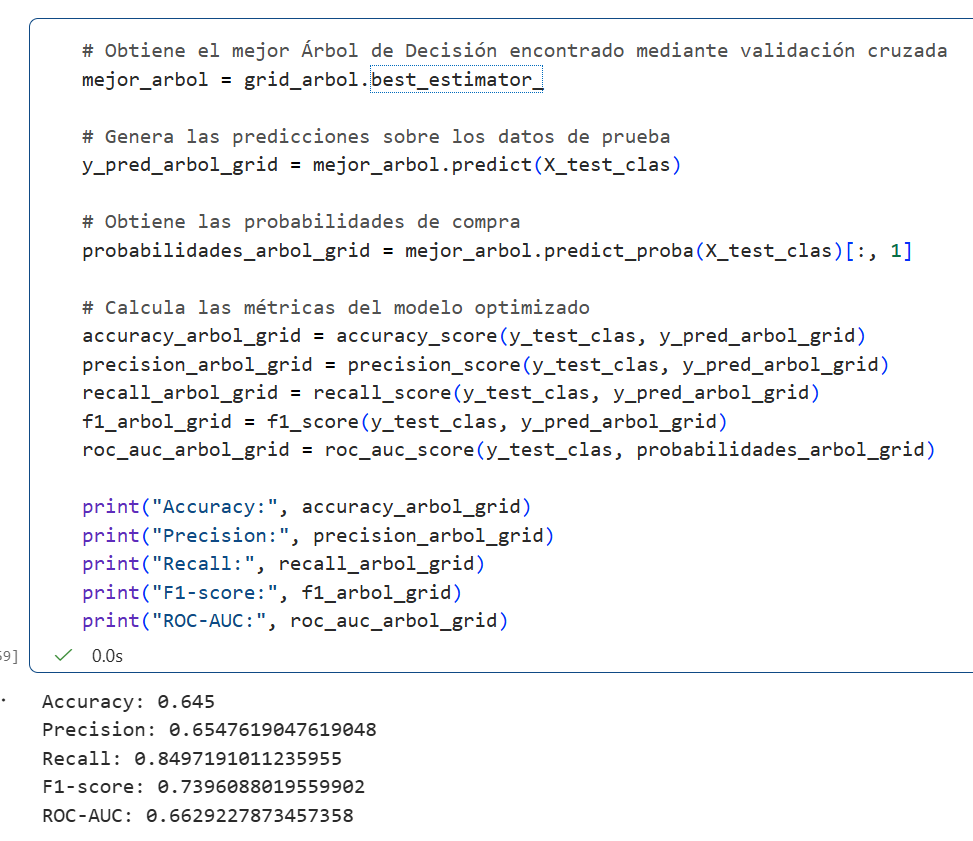 # Obtiene el mejor Árbol de Decisión encontrado mediante validación cruzada
mejor_arbol = grid_arbol.best_estimator_
# Genera las predicciones sobre los datos de prueba
y_pred_arbol_grid = mejor_arbol.predict(X_test_clas)
# Obtiene las probabilidades de compra
probabilidades_arbol_grid = mejor_arbol.predict_proba(X_test_clas)[:, 1]
# Calcula las métricas del modelo optimizado
accuracy_arbol_grid = accuracy_score(y_test_clas, y_pred_arbol_grid)
precision_arbol_grid = precision_score(y_test_clas, y_pred_arbol_grid)
recall_arbol_grid = recall_score(y_test_clas, y_pred_arbol_grid)
f1_arbol_grid = f1_score(y_test_clas, y_pred_arbol_grid)
roc_auc_arbol_grid = roc_auc_score(y_test_clas, probabilidades_arbol_grid)
print("Accuracy:", accuracy_arbol_grid)
print("Precision:", precision_arbol_grid)
print("Recall:", recall_arbol_grid)
print("F1-score:", f1_arbol_grid)
print("ROC-AUC:", roc_auc_arbol_grid)
9] 0.0s
Accuracy: 0.645
Precision: 0.6547619047619048
Recall: 0.8497191011235955
F1-score: 0.7396088019559902
ROC-AUC: 0.6629227873457358